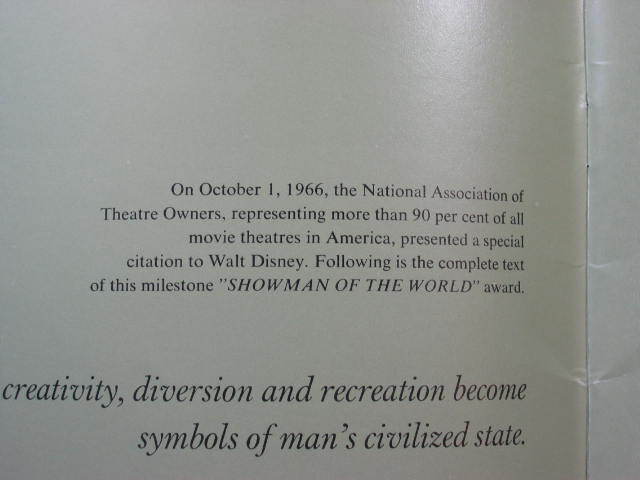 On October 1, 1966, the National Association of
Theatre Owners, representing more than 90 per cent of all
movie theatres in America, presented a special
citation to Walt Disney. Following is the complete text
of this milestone "SHOWMAN OF THE WORLD" award.
creativity, diversion and recreation become
symbols of man's civilized state.